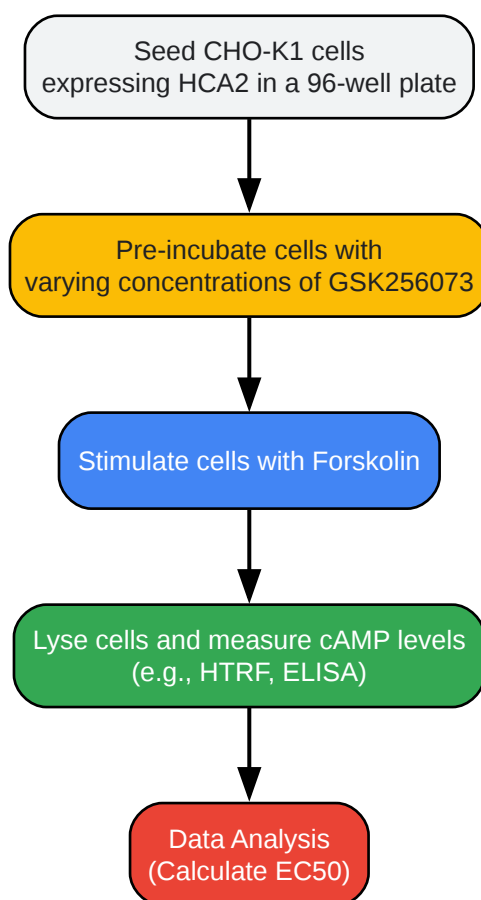 Seed CHO-K1 cells
expressing HCA2 in a 96-well plate
Pre-incubate cells with
varying concentrations of GSK256073
Stimulate cells with Forskolin
Lyse cells and measure cAMP levels
(e.g., HTRF, ELISA)
Data Analysis
(Calculate EC50)